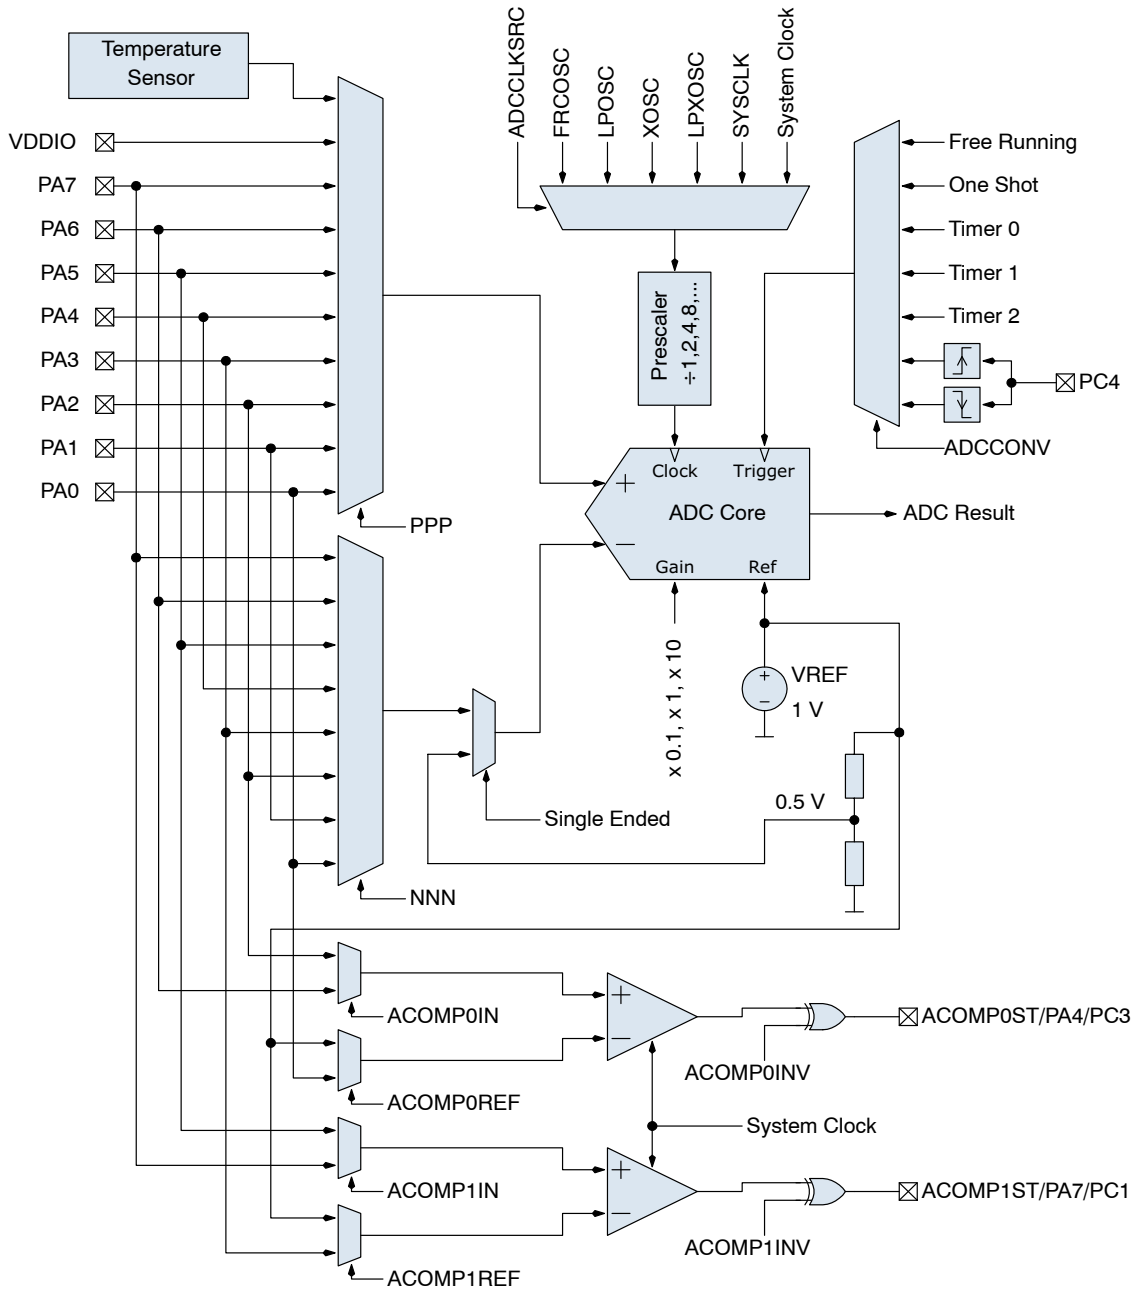 Temperature
Sensor
VDDIO
PA7
PA6
PA5
PA4
PA3
PA2
PA1
PA0
PPP
NNN
ADCCLKSRC
FRCOSC
LPOSC
XOSC
LPXOSC
SYSCLK
System Clock
Prescaler
÷1,2,4,8,...
Free Running
One Shot
Timer 0
Timer 1
Timer 2
PC4
ADCCONV
Clock
Trigger
+
ADC Core
ADC Result
—
Gain
Ref
x 0.1, x 1, x 10
+
VREF
−
1 V
0.5 V
Single Ended
ACOMP0IN
+
—
ACOMP0ST/PA4/PC3
ACOMP0INV
ACOMP0REF
System Clock
ACOMP1IN
+
—
ACOMP1ST/PA7/PC1
ACOMP1INV
ACOMP1REF